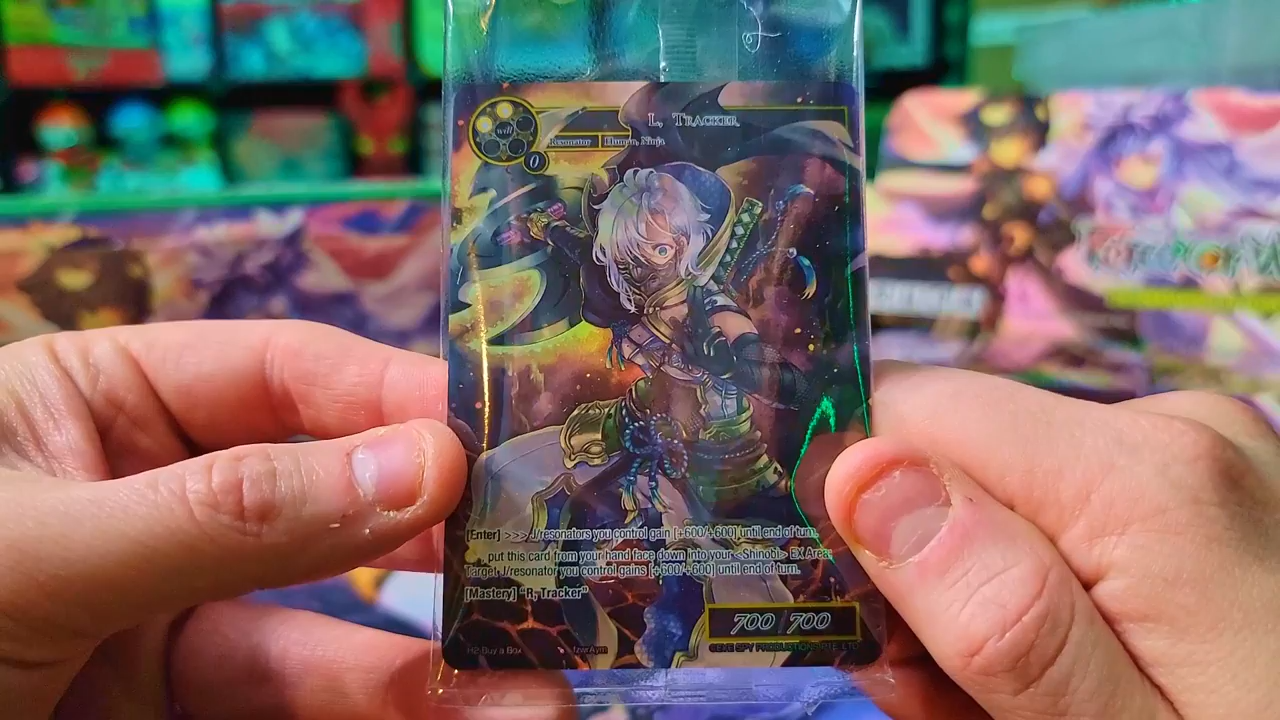 L, Tracker
will
Resonator Human, Ninja
0
[Enter] >>> J/resonators you control gain [+600/+600] until end of turn.
, put this card from your hand face down into your <Shinobi> EX Area:
Target J/resonator you control gains [+600/+600] until end of turn.
[Mastery] "R, Tracker"
700 700
H2 Buy a Box
IzwrAym
©EYE SPY PRODUCTIONS PTE. LTD